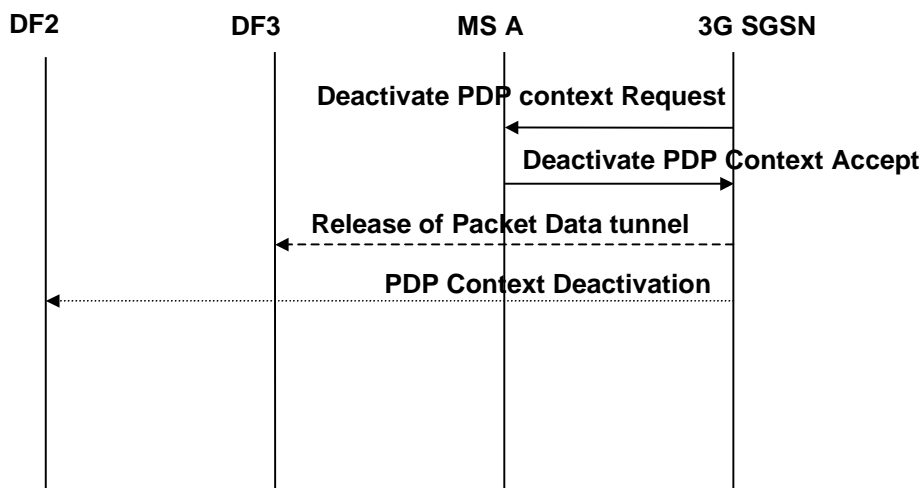 DF2 DF3 MS A 3G SGSN
Deactivate PDP context Request
Deactivate PDP Context Accept
Release of Packet Data tunnel
PDP Context Deactivation